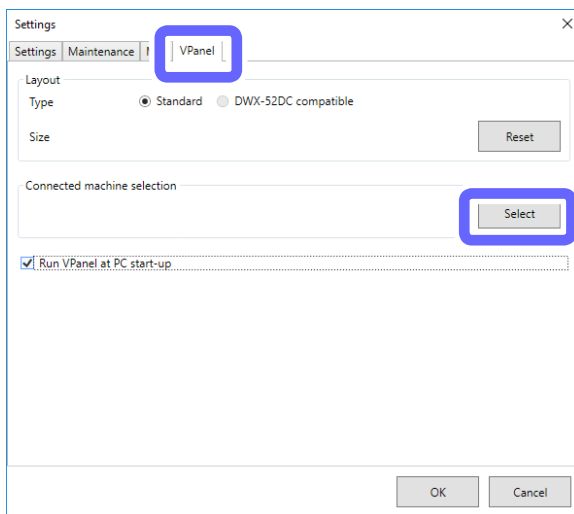 Settings
Settings Maintenance VPanel
Layout
Type Standard DWX-52DC compatible
Size Reset
Connected machine selection
Select
Run VPanel at PC start-up
OK Cancel